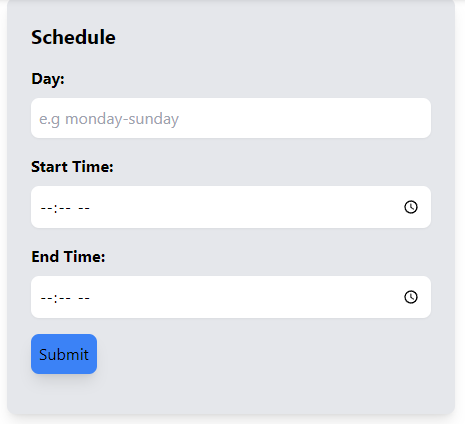 Schedule
Day:
e.g monday-sunday
Start Time:
--:-- --
End Time:
--:-- --
Submit